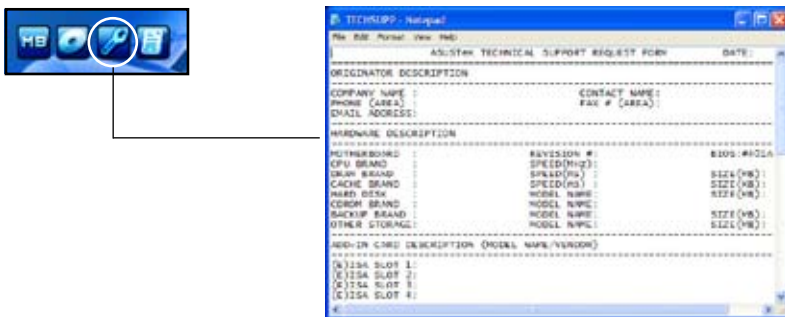 MB
TECHSUPP - Notepad
File Edit Format View Help
ASUSTeK TECHNICAL SUPPORT REQUEST FORM DATE:
ORIGINATOR DESCRIPTION
COMPANY NAME : CONTACT NAME:
PHONE (AREA) : FAX # (AREA):
EMAIL ADDRESS:
HARDWARE DESCRIPTION
MOTHERBOARD : REVISION #: BIOS:#401A
CPU BRAND : SPEED(MHz):
DRAM BRAND : SPEED(ns) : SIZE(MB):
CACHE BRAND : SPEED(ns) : SIZE(KB):
HARD DISK : MODEL NAME: SIZE(MB):
CDROM BRAND : MODEL NAME:
BACKUP BRAND : MODEL NAME: SIZE(MB):
OTHER STORAGE: MODEL NAME: SIZE(MB):
ADD-IN CARD DESCRIPTION (MODEL NAME/VENDOR)
(E)ISA SLOT 1:
(E)ISA SLOT 2:
(E)ISA SLOT 3:
(E)ISA SLOT 4: